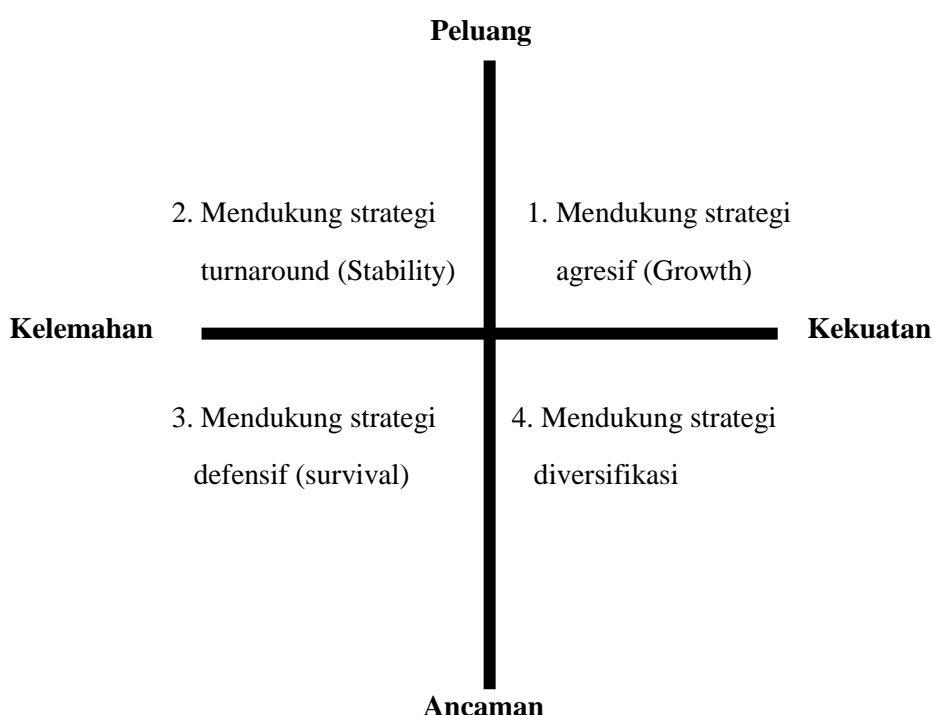 Peluang
2. Mendukung strategi
turnaround (Stability)
1. Mendukung strategi
agresif (Growth)
Kelemahan
Kekuatan
3. Mendukung strategi
defensif (survival)
4. Mendukung strategi
diversifikasi
Ancaman